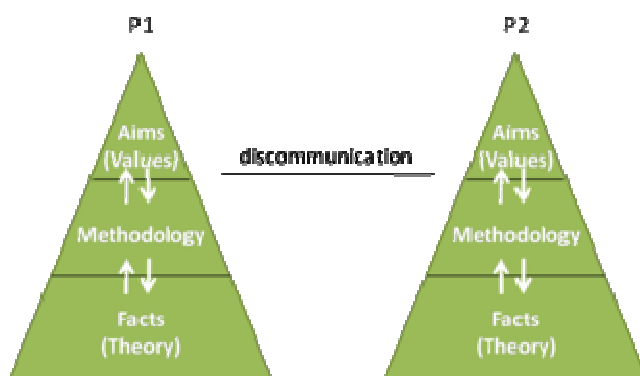 P1
P2
Aims
(Values)
discommunication
Aims
(Values)
Methodology
Methodology
Facts
(Theory)
Facts
(Theory)